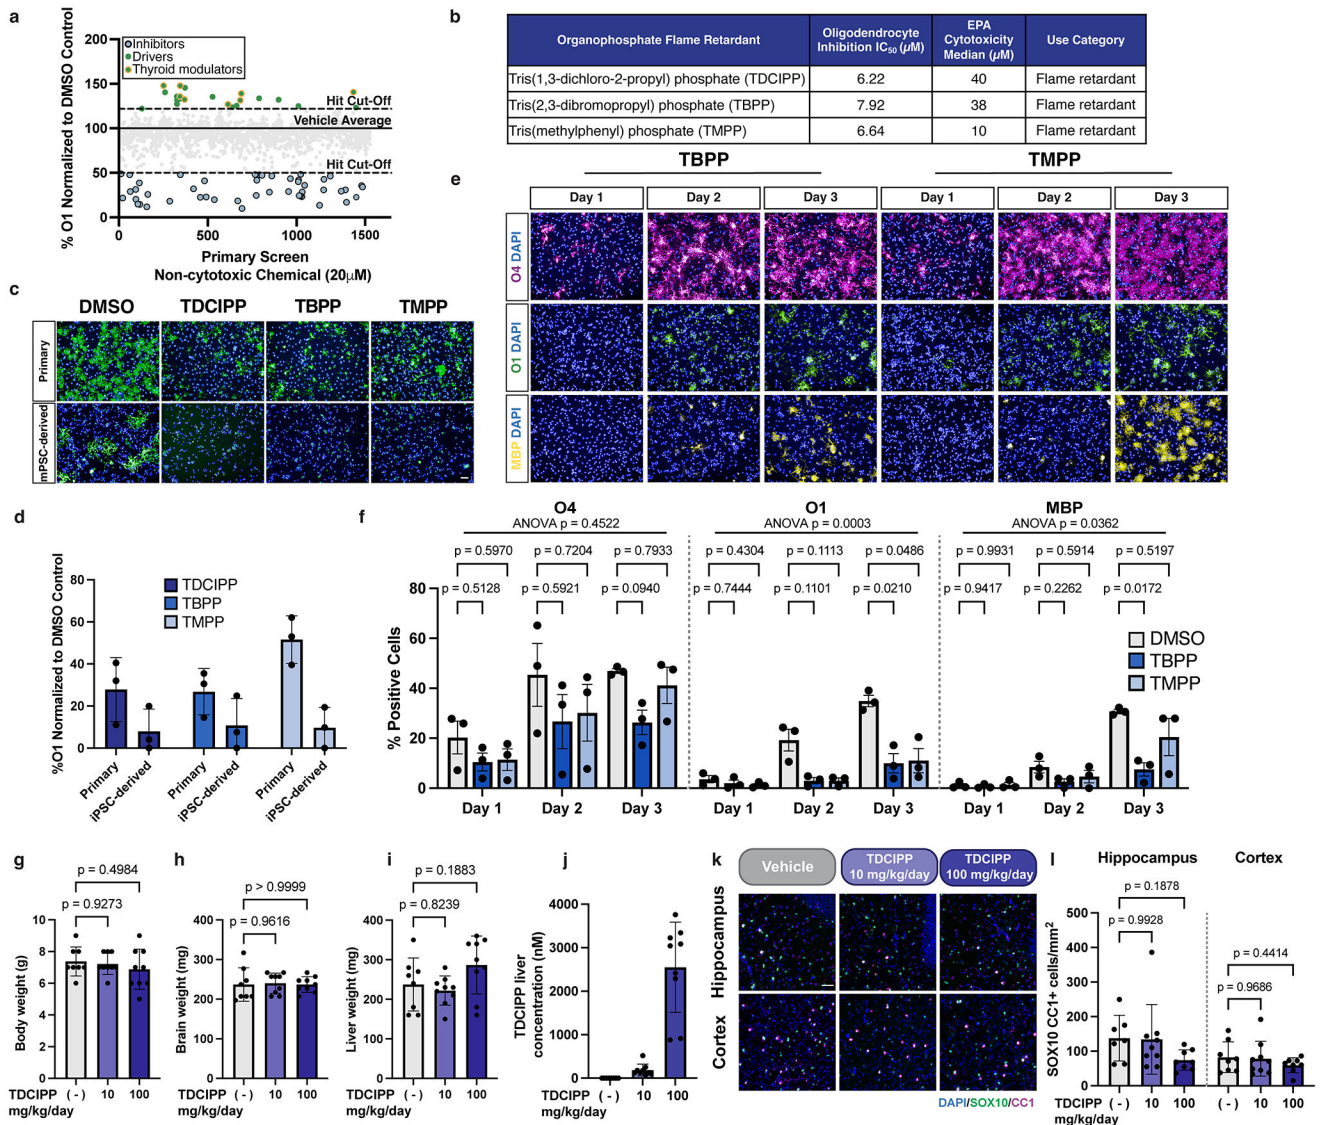 a
% O1 Normalized to DMSO Control
200
150
100
50
0
Inhibitors
Drivers
Thyroid modulators
Hit Cut-Off
Vehicle Average
Hit Cut-Off
0
500
1000
1500
Primary Screen
Non-cytotoxic Chemical (20μM)
b
Organophosphate Flame Retardant
Oligodendrocyte Inhibition IC50 (μM)
EPA Cytotoxicity Median (μM)
Use Category
Tris(1,3-dichloro-2-propyl) phosphate (TDCIPP) 6.22 40 Flame retardant
Tris(2,3-dibromopropyl) phosphate (TBPP) 7.92 38 Flame retardant
Tris(methylphenyl) phosphate (TMPP) 6.64 10 Flame retardant
c
DMSO TDCIPP TBPP TMPP
Primary
mPSC-derived
d
%O1 Normalized to DMSO Control
80
60
40
20
0
TDCIPP
TBPP
TMPP
Primary iPSC-derived Primary iPSC-derived Primary iPSC-derived
e
TBPP TMPP
Day 1 Day 2 Day 3 Day 1 Day 2 Day 3
O4 DAPI
O1 DAPI
MBP DAPI
f
O4 O1 MBP
ANOVA p = 0.4522 ANOVA p = 0.0003 ANOVA p = 0.0362
p = 0.5970 p = 0.7204 p = 0.7933 p = 0.4304 p = 0.1113 p = 0.0486 p = 0.9931 p = 0.5914 p = 0.5197
p = 0.5128 p = 0.5921 p = 0.0940 p = 0.7444 p = 0.1101 p = 0.0210 p = 0.9417 p = 0.2262 p = 0.0172
% Positive Cells
80
60
40
20
0
DMSO
TBPP
TMPP
Day 1 Day 2 Day 3 Day 1 Day 2 Day 3 Day 1 Day 2 Day 3
g
p = 0.4984
p = 0.9273
Body weight (g)
10
8
6
4
2
0
TDCIPP (-) 10 100
mg/kg/day
h
p > 0.9999
p = 0.9616
Brain weight (mg)
400
300
200
100
0
(-) 10 100
i
p = 0.1883
p = 0.8239
Liver weight (mg)
400
300
200
100
0
(-) 10 100
j
TDCIPP liver
concentration (nM)
4000
3000
2000
1000
0
TDCIPP (-) 10 100
mg/kg/day
k
Vehicle
TDCIPP
10 mg/kg/day
TDCIPP
100 mg/kg/day
Hippocampus
Cortex
DAPI/SOX10/CC1
l
Hippocampus Cortex
p = 0.1878
p = 0.9928
p = 0.4414
p = 0.9686
SOX10 CC1+ cells/mm2
500
400
300
200
100
0
TDCIPP (-) 10 100 (-) 10 100
mg/kg/day